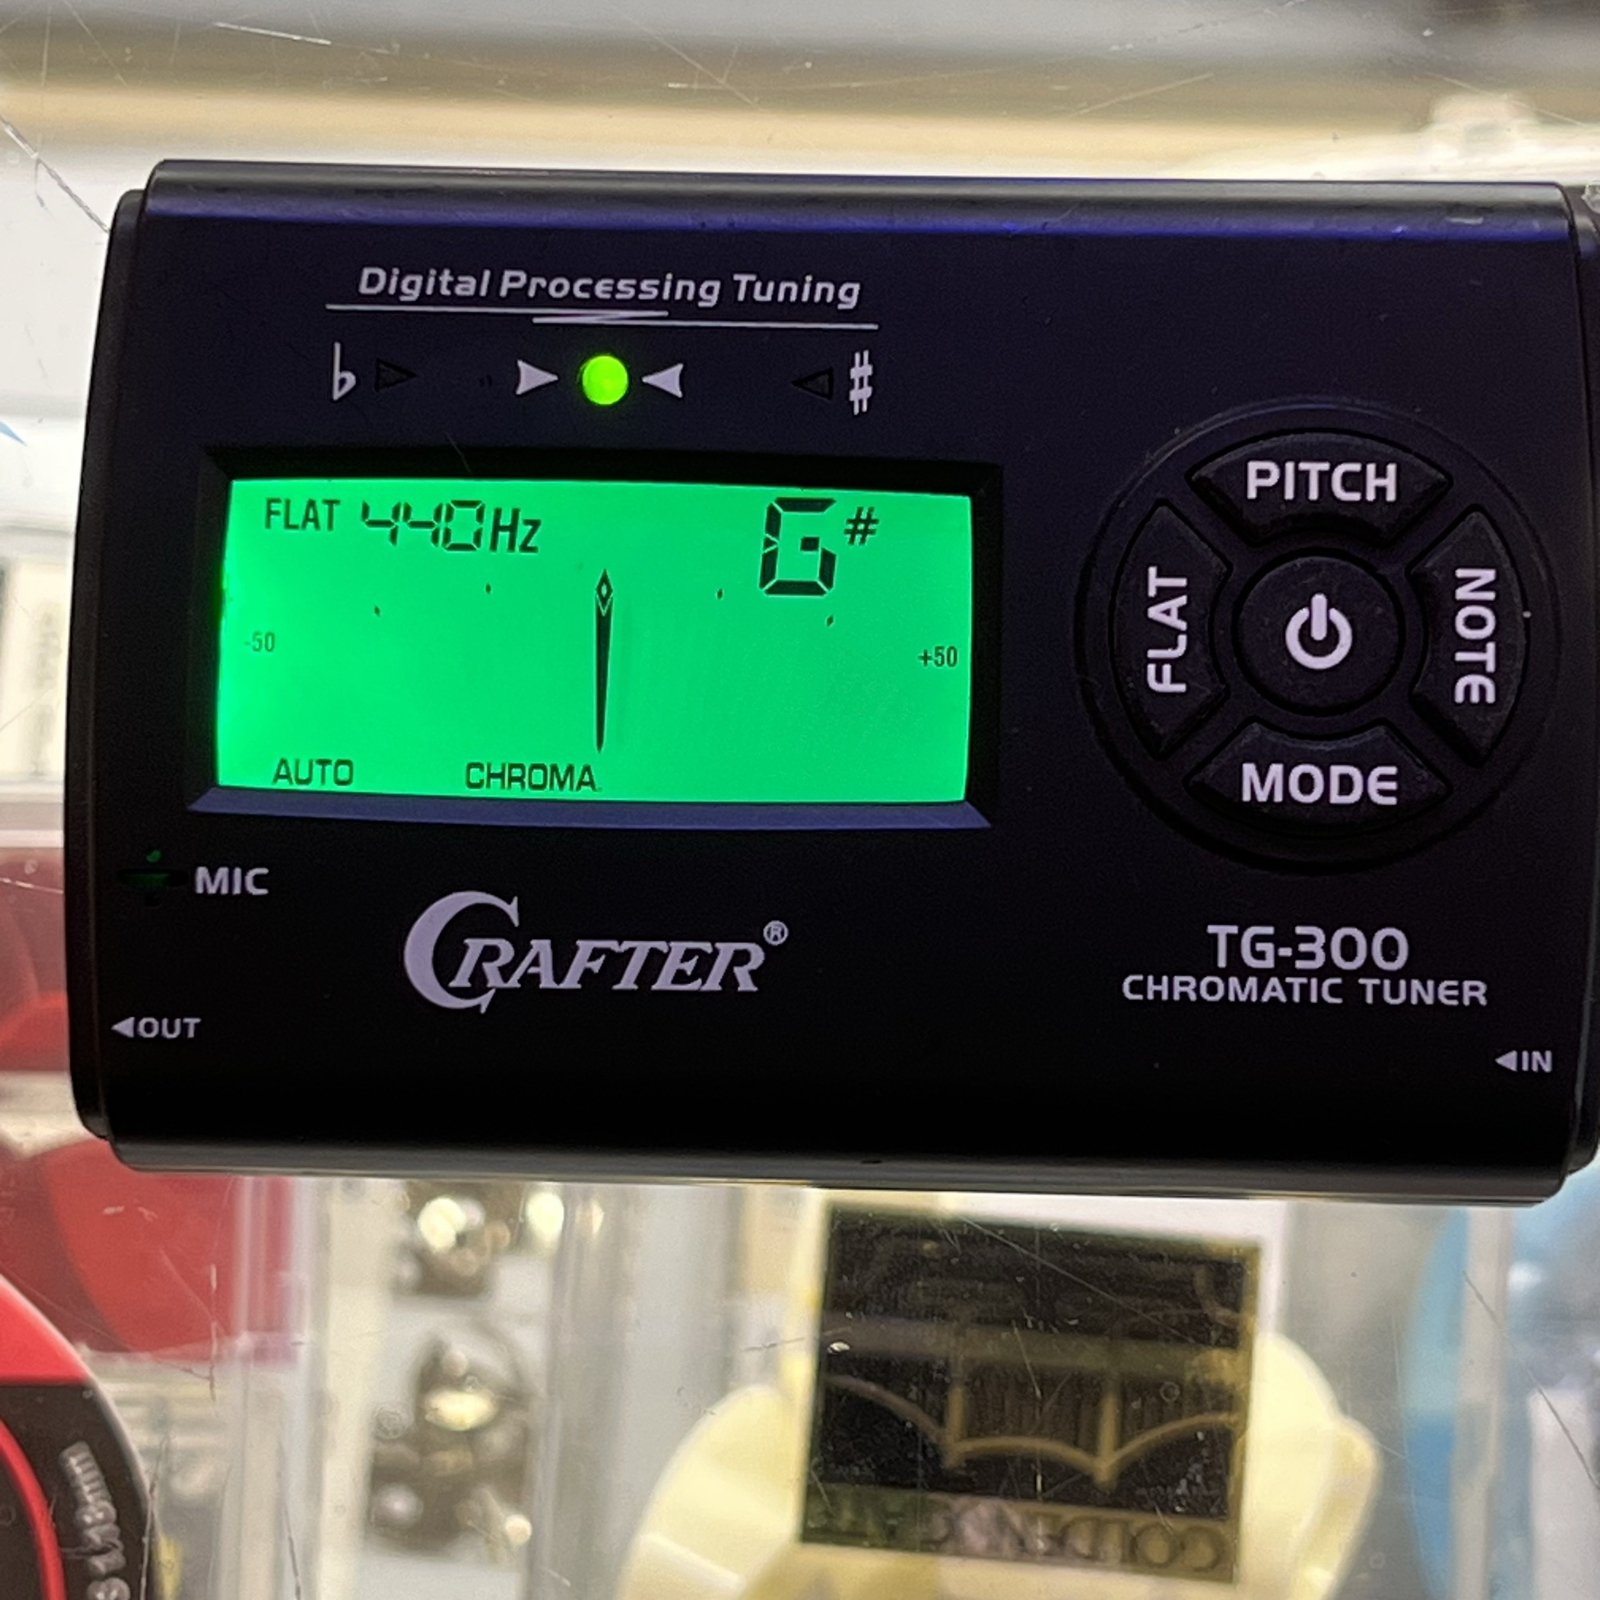 Digital Processing Tuning
♭ ♯
FLAT 440Hz G#
-50 +50
AUTO CHROMA
PITCH
FLAT
NOTE
MODE
MIC
CRAFTER®
TG-300
CHROMATIC TUNER
OUT
IN